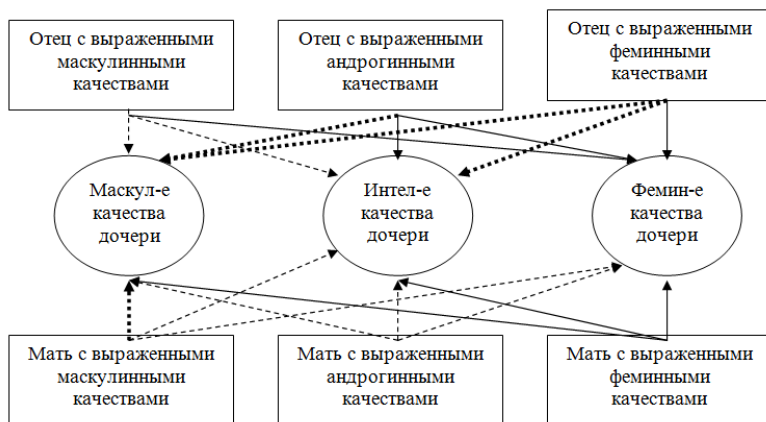 Отец с выраженными
маскулинными
качествами
Отец с выраженными
андрогинными
качествами
Отец с выраженными
феминными
качествами
Маскул-е
качества
дочери
Интел-е
качества
дочери
Фемин-е
качества
дочери
Мать с выраженными
маскулинными
качествами
Мать с выраженными
андрогинными
качествами
Мать с выраженными
феминными
качествами